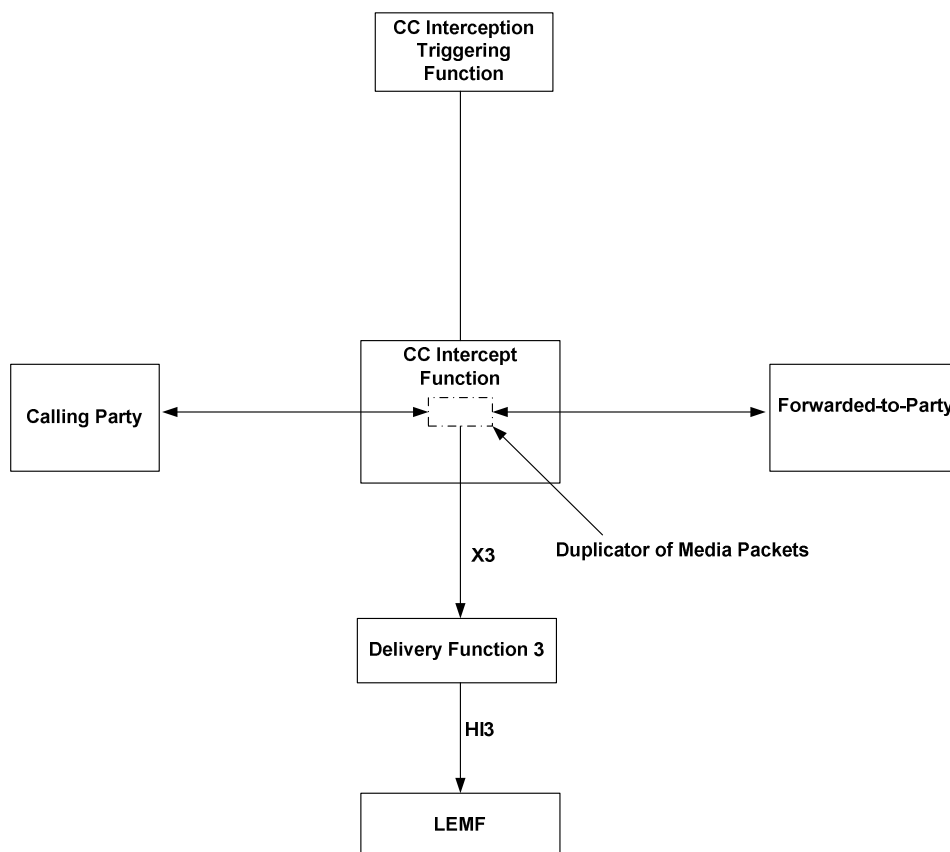 CC Interception
Triggering
Function
CC Intercept
Function
Calling Party
Forwarded-to-Party
Duplicator of Media Packets
X3
Delivery Function 3
HI3
LEMF